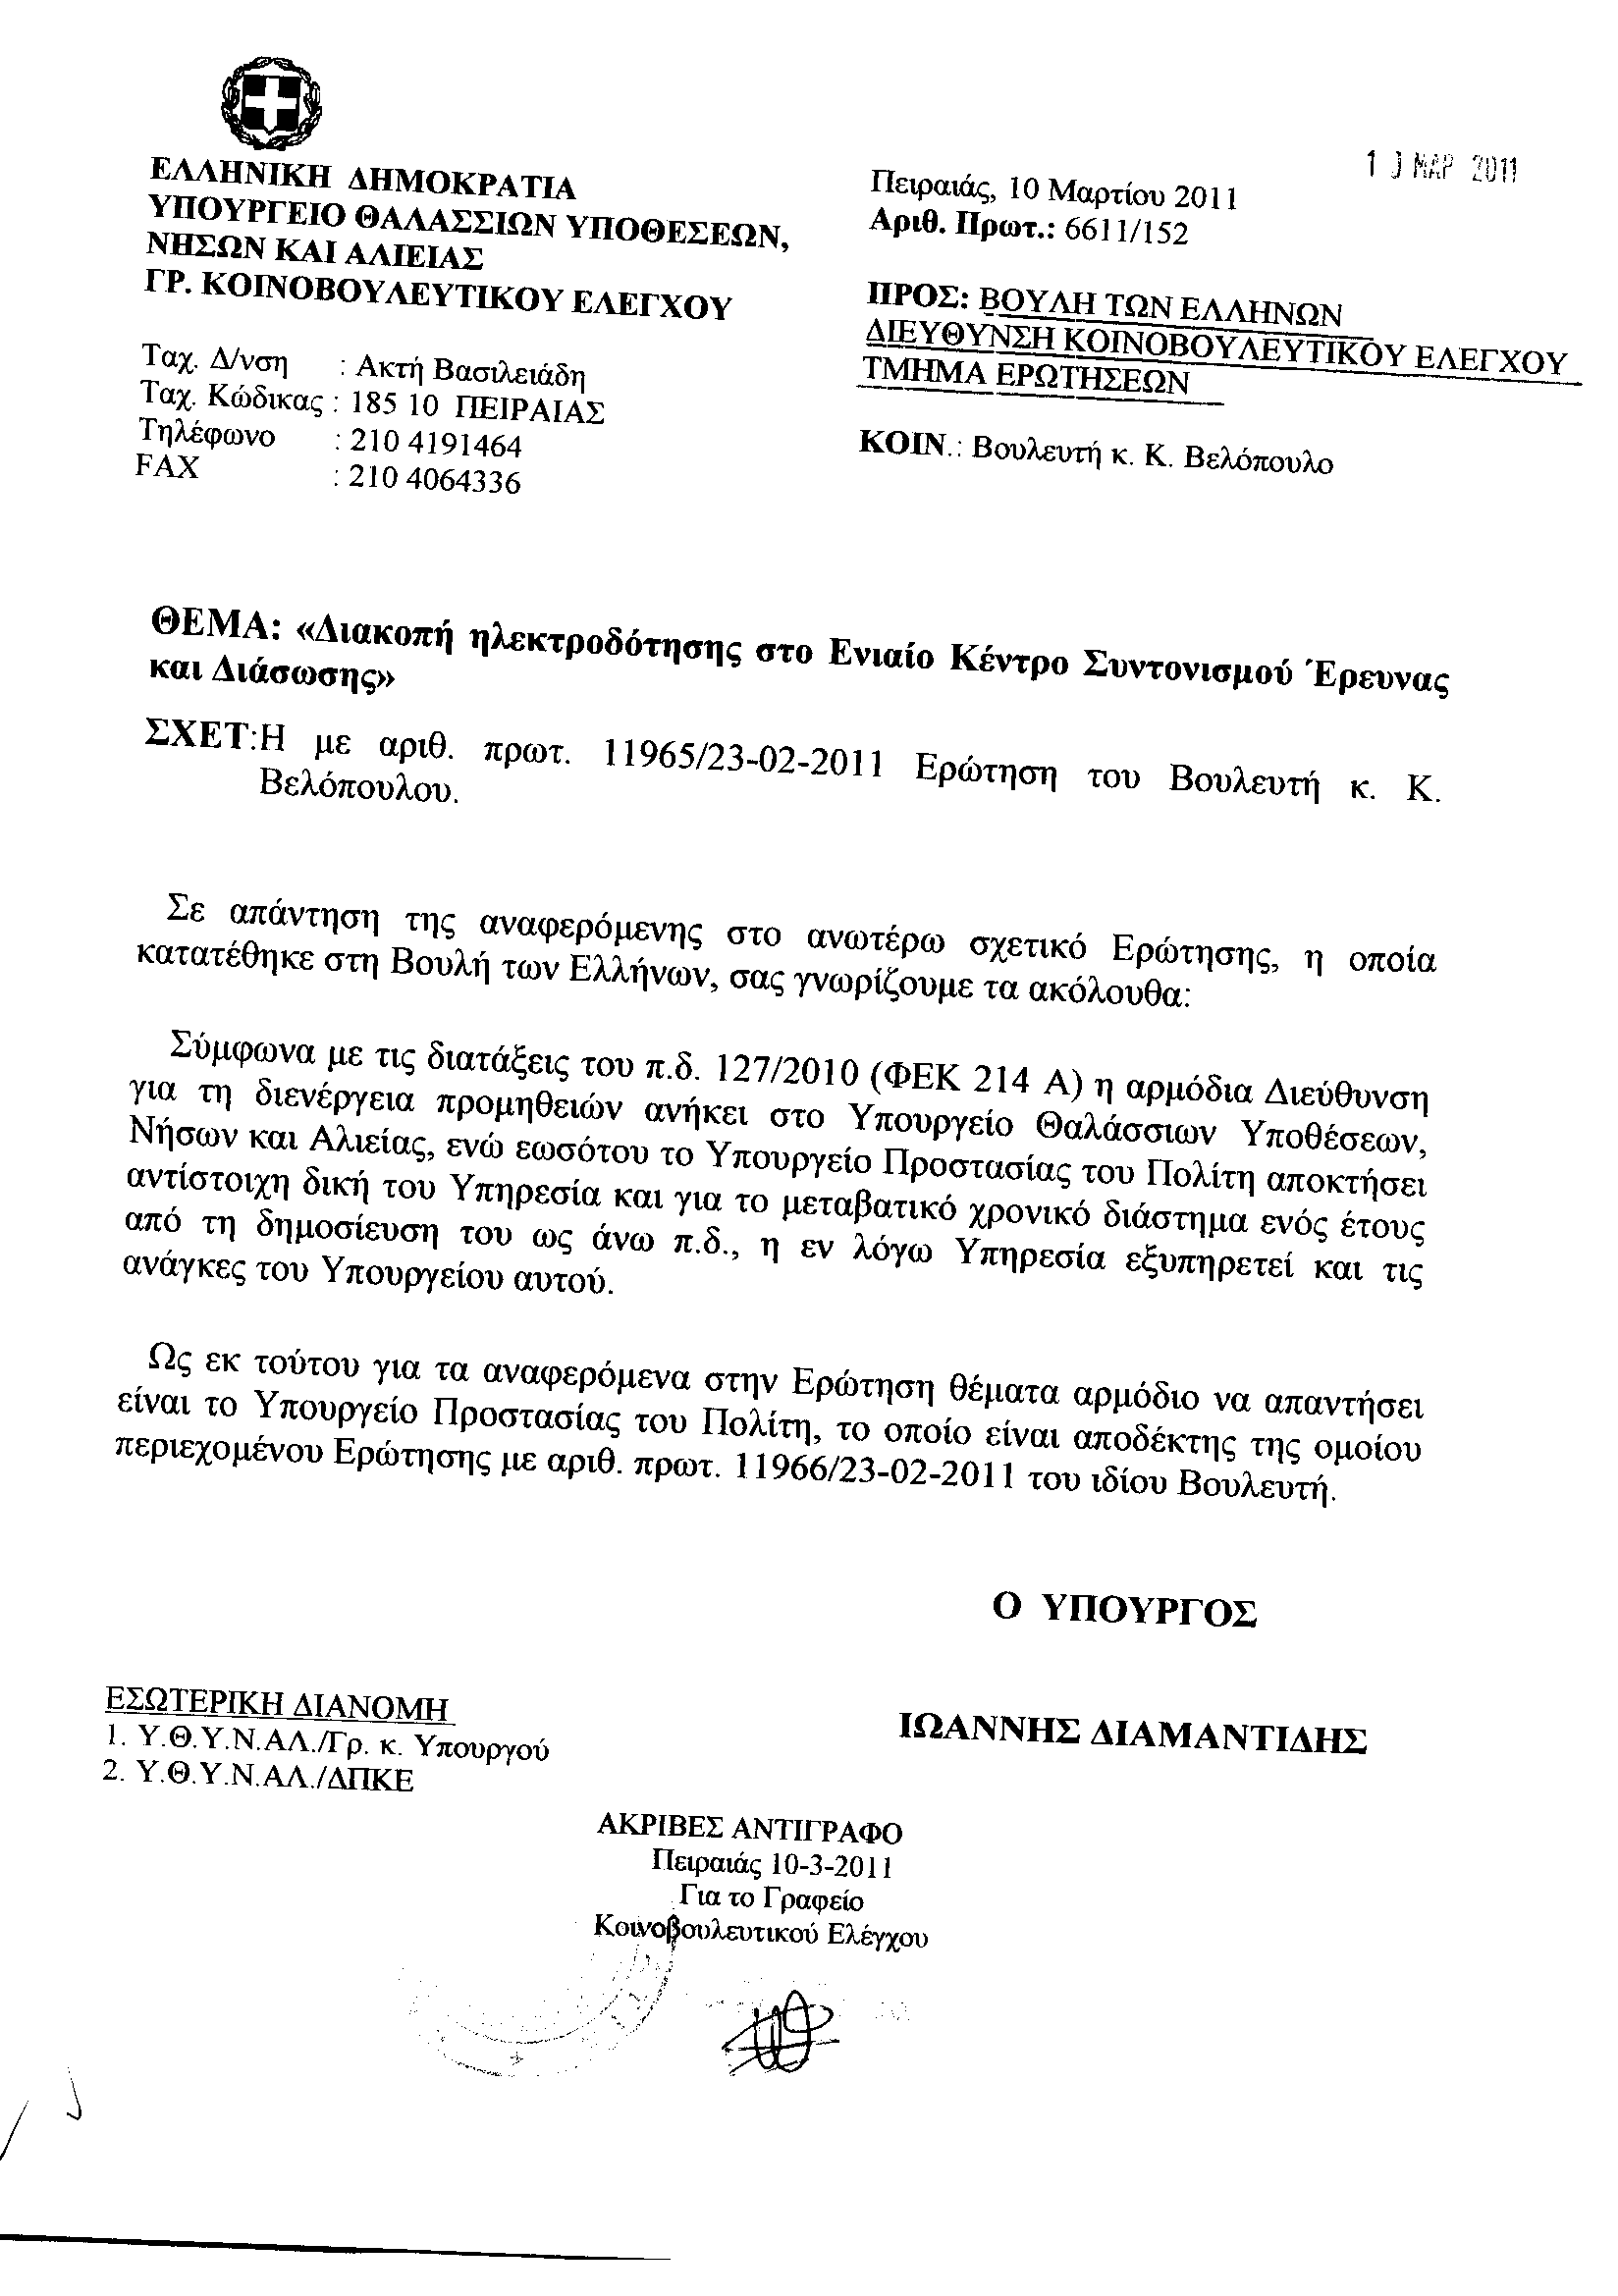 ΕΛΛΗΝΙΚΗ ΔΗΜΟΚΡΑΤΙΑ
ΥΠΟΥΡΓΕΙΟ ΘΑΛΑΣΣΙΩΝ ΥΠΟΘΕΣΕΩΝ,
ΝΗΣΩΝ ΚΑΙ ΑΛΙΕΙΑΣ
ΓΡ. ΚΟΙΝΟΒΟΥΛΕΥΤΙΚΟΥ ΕΛΕΓΧΟΥ
Ταχ. Δ/νση : Ακτή Βασιλειάδη
Ταχ. Κώδικας : 185 10 ΠΕΙΡΑΙΑΣ
Τηλέφωνο : 210 4191464
FAX : 210 4064336
ΜΑΡ 2011
Πειραιάς, 10 Μαρτίου 2011
Αριθ. Πρωτ.: 6611/152
ΠΡΟΣ: ΒΟΥΛΗ ΤΩΝ ΕΛΛΗΝΩΝ
ΔΙΕΥΘΥΝΣΗ ΚΟΙΝΟΒΟΥΛΕΥΤΙΚΟΥ ΕΛΕΓΧΟΥ
ΤΜΗΜΑ ΕΡΩΤΗΣΕΩΝ
ΚΟΙΝ.: Βουλευτή κ. Κ. Βελόπουλο
ΘΕΜΑ: «Διακοπή ηλεκτροδότησης στο Ενιαίο Κέντρο Συντονισμού Έρευνας
και Διάσωσης»
ΣΧΕΤ:Η με αριθ. πρωτ. 11965/23-02-2011 Ερώτηση του Βουλευτή κ. Κ.
Βελόπουλου.
Σε απάντηση της αναφερόμενης στο ανωτέρω σχετικό Ερώτησης, η οποία
κατατέθηκε στη Βουλή των Ελλήνων, σας γνωρίζουμε τα ακόλουθα:
Σύμφωνα με τις διατάξεις του π.δ. 127/2010 (ΦΕΚ 214 Α) η αρμόδια Διεύθυνση
για τη διενέργεια προμηθειών ανήκει στο Υπουργείο Θαλάσσιων Υποθέσεων,
Νήσων και Αλιείας, ενώ εωσότου το Υπουργείο Προστασίας του Πολίτη αποκτήσει
αντίστοιχη δική του Υπηρεσία και για το μεταβατικό χρονικό διάστημα ενός έτους
από τη δημοσίευση του ως άνω π.δ., η εν λόγω Υπηρεσία εξυπηρετεί και τις
ανάγκες του Υπουργείου αυτού.
Ως εκ τούτου για τα αναφερόμενα στην Ερώτηση θέματα αρμόδιο να απαντήσει
είναι το Υπουργείο Προστασίας του Πολίτη, το οποίο είναι αποδέκτης της ομοίου
περιεχομένου Ερώτησης με αριθ. πρωτ. 11966/23-02-2011 του ιδίου Βουλευτή.
Ο ΥΠΟΥΡΓΟΣ
ΙΩΑΝΝΗΣ ΔΙΑΜΑΝΤΙΔΗΣ
ΕΣΩΤΕΡΙΚΗ ΔΙΑΝΟΜΗ
1. Υ.Θ.Υ.Ν.ΑΛ./Γρ. κ. Υπουργού
2. Υ.Θ.Υ.Ν.ΑΛ./ΔΠΚΕ
ΑΚΡΙΒΕΣ ΑΝΤΙΓΡΑΦΟ
Πειραιάς 10-3-2011
Για το Γραφείο
Κοινοβουλευτικού Ελέγχου